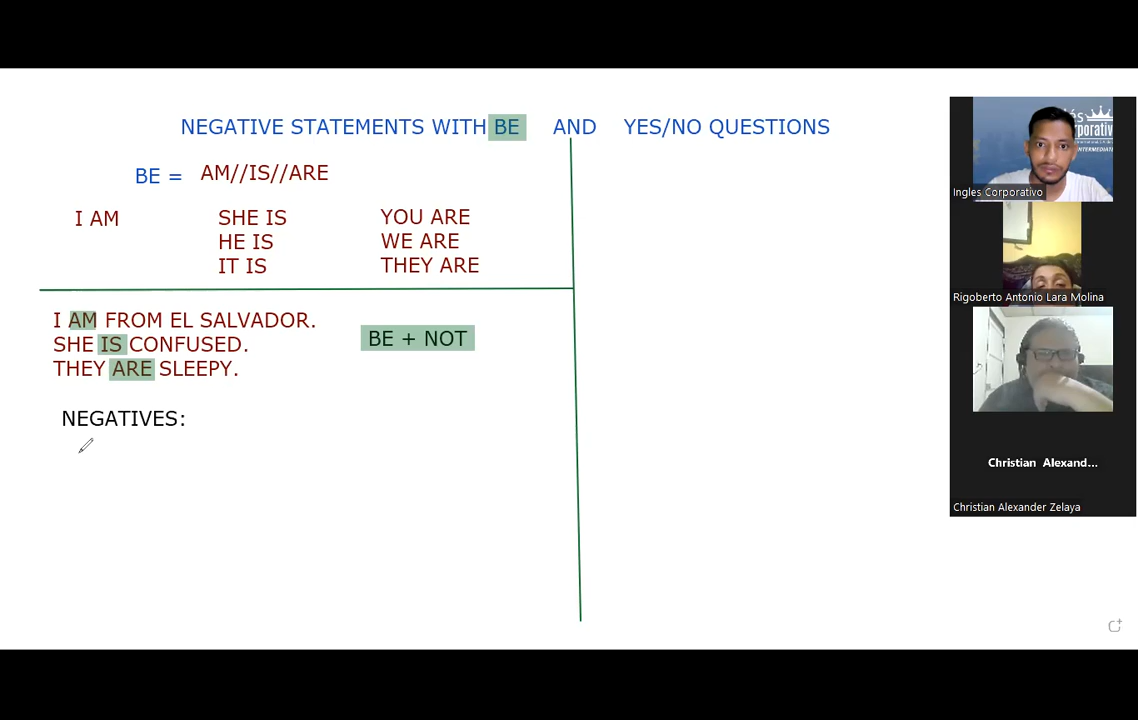 NEGATIVE STATEMENTS WITH BE AND YES/NO QUESTIONS
BE = AM//IS//ARE
I AM
SHE IS
HE IS
IT IS
YOU ARE
WE ARE
THEY ARE
I AM FROM EL SALVADOR.
SHE IS CONFUSED.
THEY ARE SLEEPY.
BE + NOT
NEGATIVES:
Ingles Corporativo
Rigoberto Antonio Lara Molina
Christian Alexand...
Christian Alexander Zelaya